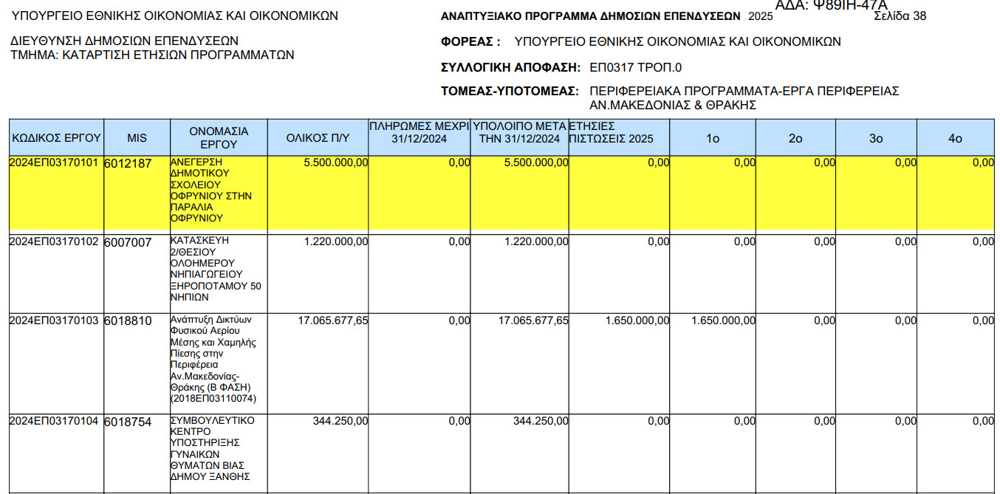 ΑΔΑ: Ψ89ΙΗ-47Α
ΥΠΟΥΡΓΕΙΟ ΕΘΝΙΚΗΣ ΟΙΚΟΝΟΜΙΑΣ ΚΑΙ ΟΙΚΟΝΟΜΙΚΩΝ
ΑΝΑΠΤΥΞΙΑΚΟ ΠΡΟΓΡΑΜΜΑ ΔΗΜΟΣΙΩΝ ΕΠΕΝΔΥΣΕΩΝ 2025 Σελίδα 38
ΔΙΕΥΘΥΝΣΗ ΔΗΜΟΣΙΩΝ ΕΠΕΝΔΥΣΕΩΝ
ΤΜΗΜΑ: ΚΑΤΑΡΤΙΣΗ ΕΤΗΣΙΩΝ ΠΡΟΓΡΑΜΜΑΤΩΝ
ΦΟΡΕΑΣ : ΥΠΟΥΡΓΕΙΟ ΕΘΝΙΚΗΣ ΟΙΚΟΝΟΜΙΑΣ ΚΑΙ ΟΙΚΟΝΟΜΙΚΩΝ
ΣΥΛΛΟΓΙΚΗ ΑΠΟΦΑΣΗ: ΕΠ0317 ΤΡΟΠ.0
ΤΟΜΕΑΣ-ΥΠΟΤΟΜΕΑΣ: ΠΕΡΙΦΕΡΕΙΑΚΑ ΠΡΟΓΡΑΜΜΑΤΑ-ΕΡΓΑ ΠΕΡΙΦΕΡΕΙΑΣ
ΑΝ.ΜΑΚΕΔΟΝΙΑΣ & ΘΡΑΚΗΣ
ΚΩΔΙΚΟΣ ΕΡΓΟΥ
MIS
ΟΝΟΜΑΣΙΑ
ΕΡΓΟΥ
ΟΛΙΚΟΣ Π/Υ
ΠΛΗΡΩΜΕΣ ΜΕΧΡΙ
31/12/2024
ΥΠΟΛΟΙΠΟ ΜΕΤΑ
ΤΗΝ 31/12/2024
ΕΤΗΣΙΕΣ
ΠΙΣΤΩΣΕΙΣ 2025
1ο
2ο
3ο
4ο
2024ΕΠ03170101 6012187 ΑΝΕΓΕΡΣΗ 5.500.000,00 0,00 5.500.000,00 0,00 0,00 0,00 0,00 0,00
ΔΗΜΟΤΙΚΟΥ
ΣΧΟΛΕΙΟΥ
ΟΦΡΥΝΙΟΥ ΣΤΗΝ
ΠΑΡΑΛΙΑ
ΟΦΡΥΝΙΟΥ
2024ΕΠ03170102 6007007 ΚΑΤΑΣΚΕΥΗ 1.220.000,00 0,00 1.220.000,00 0,00 0,00 0,00 0,00 0,00
2/ΘΕΣΙΟΥ
ΟΛΟΗΜΕΡΟΥ
ΝΗΠΙΑΓΩΓΕΙΟΥ
ΞΗΡΟΠΟΤΑΜΟΥ 50
ΝΗΠΙΩΝ
2024ΕΠ03170103 6018810 Ανάπτυξη Δικτύων 17.065.677,65 0,00 17.065.677,65 1.650.000,00 1.650.000,00 0,00 0,00 0,00
Φυσικού Αερίου
Μέσης και Χαμηλής
Πίεσης στην
Περιφέρεια
Αν.Μακεδονίας-
Θράκης (Β ΦΑΣΗ)
(2018ΕΠ03110074)
2024ΕΠ03170104 6018754 ΣΥΜΒΟΥΛΕΥΤΙΚΟ 344.250,00 0,00 344.250,00 0,00 0,00 0,00 0,00 0,00
ΚΕΝΤΡΟ
ΥΠΟΣΤΗΡΙΞΗΣ
ΓΥΝΑΙΚΩΝ
ΘΥΜΑΤΩΝ ΒΙΑΣ
ΔΗΜΟΥ ΞΑΝΘΗΣ